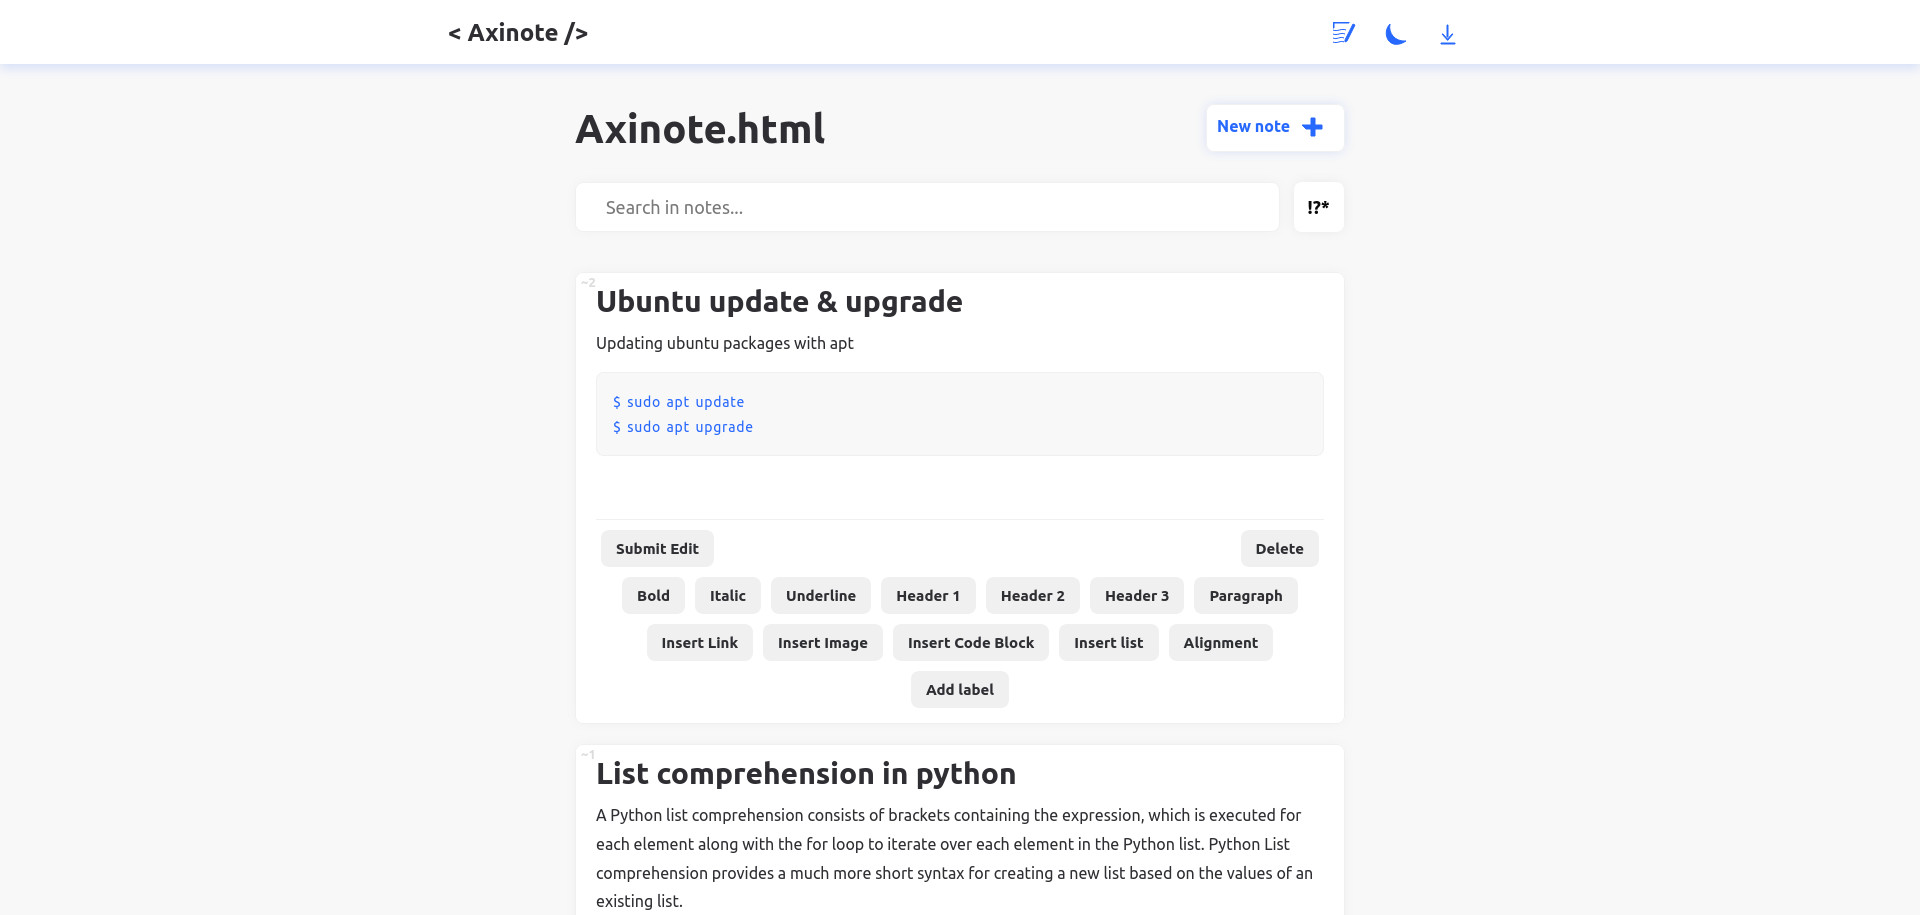 < Axinote />
Axinote.html
New note
Search in notes...
!?*
~2
Ubuntu update & upgrade
Updating ubuntu packages with apt
$ sudo apt update
$ sudo apt upgrade
Submit Edit
Delete
Bold Italic Underline Header 1 Header 2 Header 3 Paragraph
Insert Link Insert Image Insert Code Block Insert list Alignment
Add label
~1
List comprehension in python
A Python list comprehension consists of brackets containing the expression, which is executed for
each element along with the for loop to iterate over each element in the Python list. Python List
comprehension provides a much more short syntax for creating a new list based on the values of an
existing list.